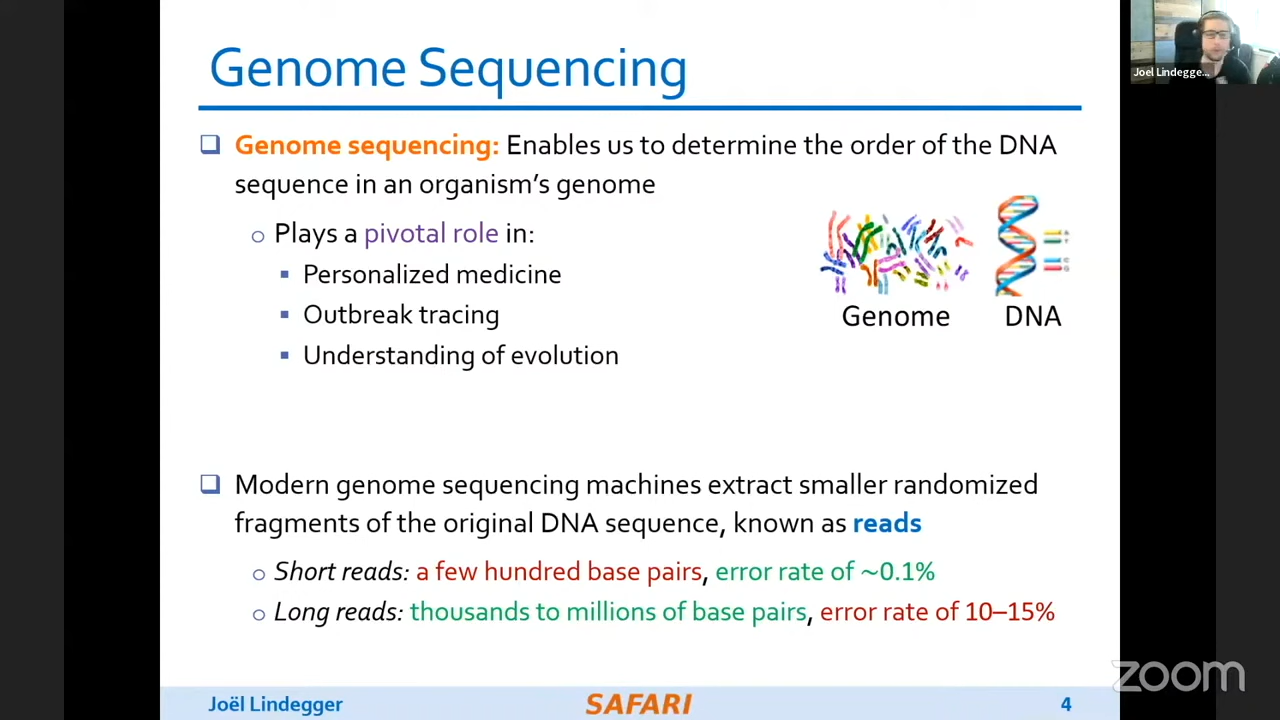 Genome Sequencing
Joel Lindegge...
❑ Genome sequencing: Enables us to determine the order of the DNA
sequence in an organism's genome
○ Plays a pivotal role in:
▪ Personalized medicine
▪ Outbreak tracing
▪ Understanding of evolution
Genome
DNA
❑ Modern genome sequencing machines extract smaller randomized
fragments of the original DNA sequence, known as reads
○ Short reads: a few hundred base pairs, error rate of ~0.1%
○ Long reads: thousands to millions of base pairs, error rate of 10–15%
zoom
Joël Lindegger
SAFARI
4